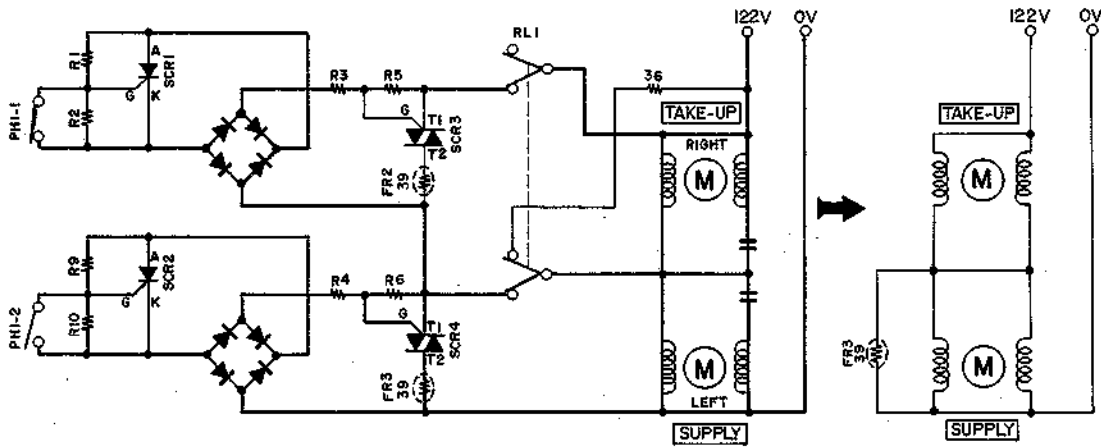 RL1
122V
0V
122V
0V
R1
A
SCR1
G
K
R2
PH1-1
R3
R5
36
G
T1
T2
SCR3
FR2
39
TAKE-UP
RIGHT
M
TAKE-UP
M
R9
A
SCR2
G
K
R10
PH1-2
R4
R6
G
T1
T2
SCR4
FR3
39
M
LEFT
SUPPLY
FR3
39
M
SUPPLY